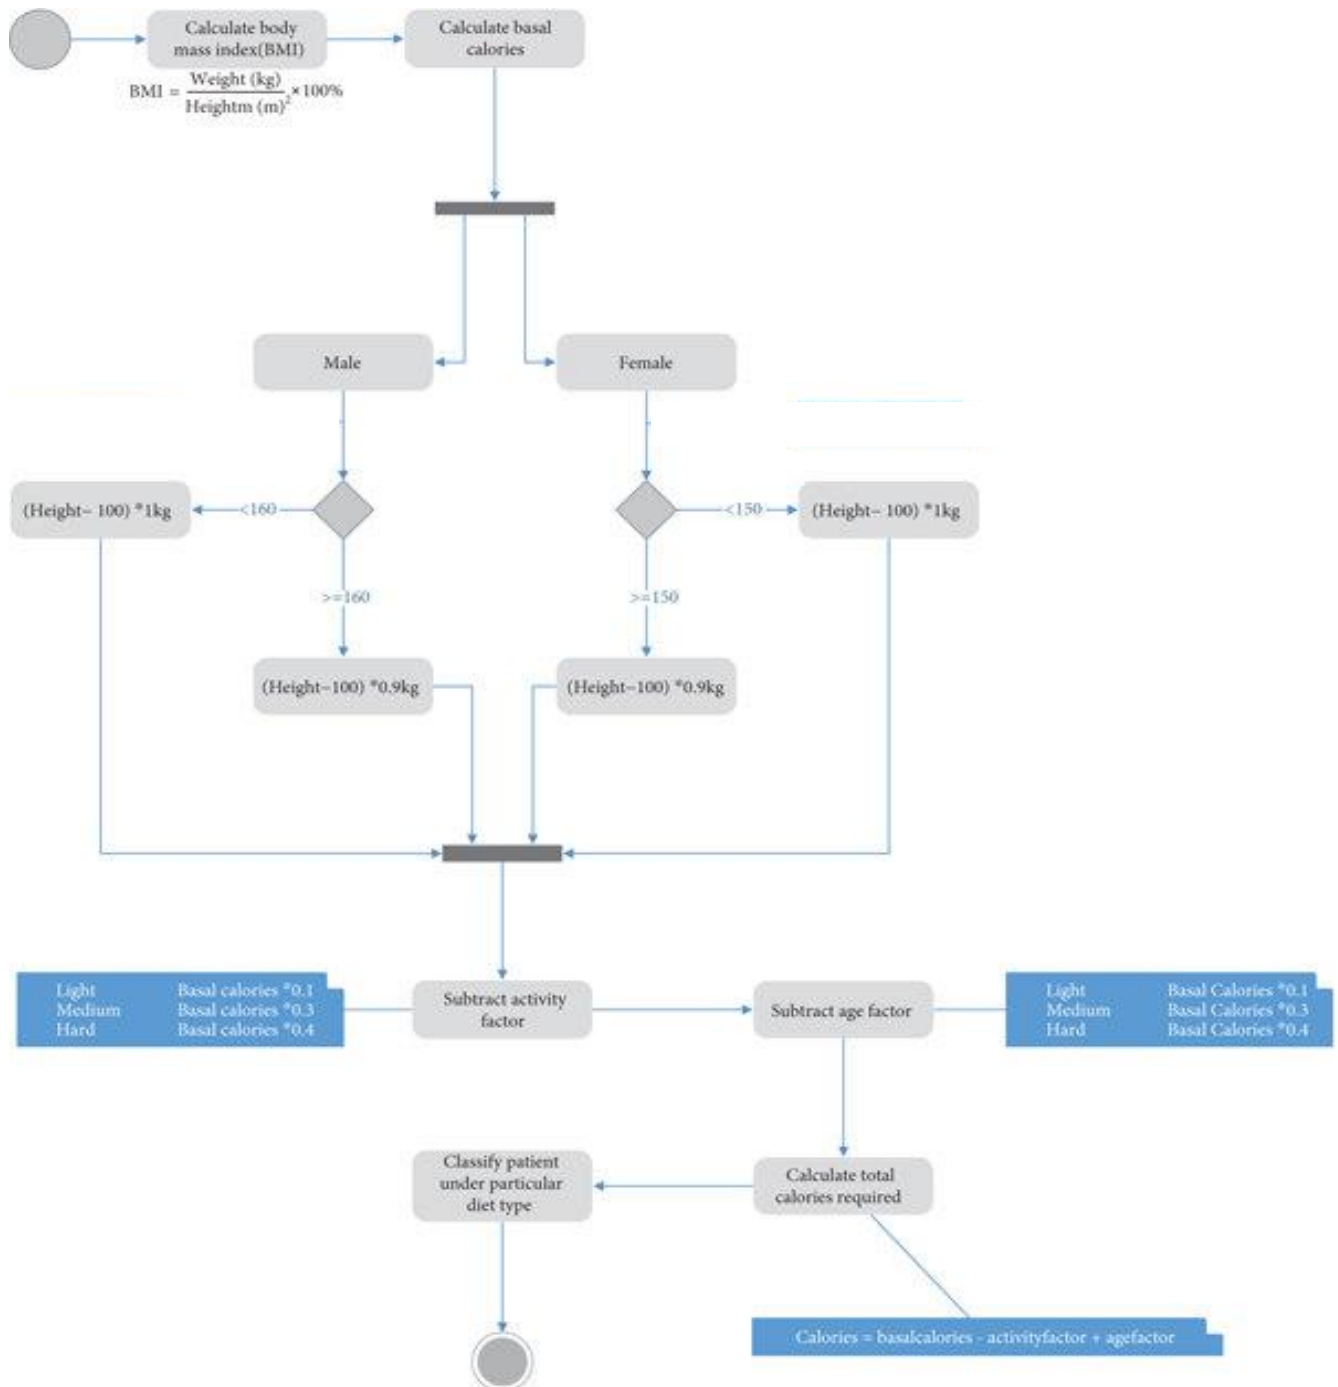 Calculate body
mass index(BMI)
Calculate basal
calories
BMI = Weight (kg)
Heightm (m)2 ×100%
Male
Female
(Height− 100) *1kg
<160
<150
(Height− 100) *1kg
>=160
>=150
(Height−100) *0.9kg
(Height−100) *0.9kg
Light Basal calories *0.1
Medium Basal calories *0.3
Hard Basal calories *0.4
Subtract activity
factor
Subtract age factor
Light Basal Calories *0.1
Medium Basal Calories *0.3
Hard Basal Calories *0.4
Classify patient
under particular
diet type
Calculate total
calories required
Calories = basalcalories - activityfactor + agefactor